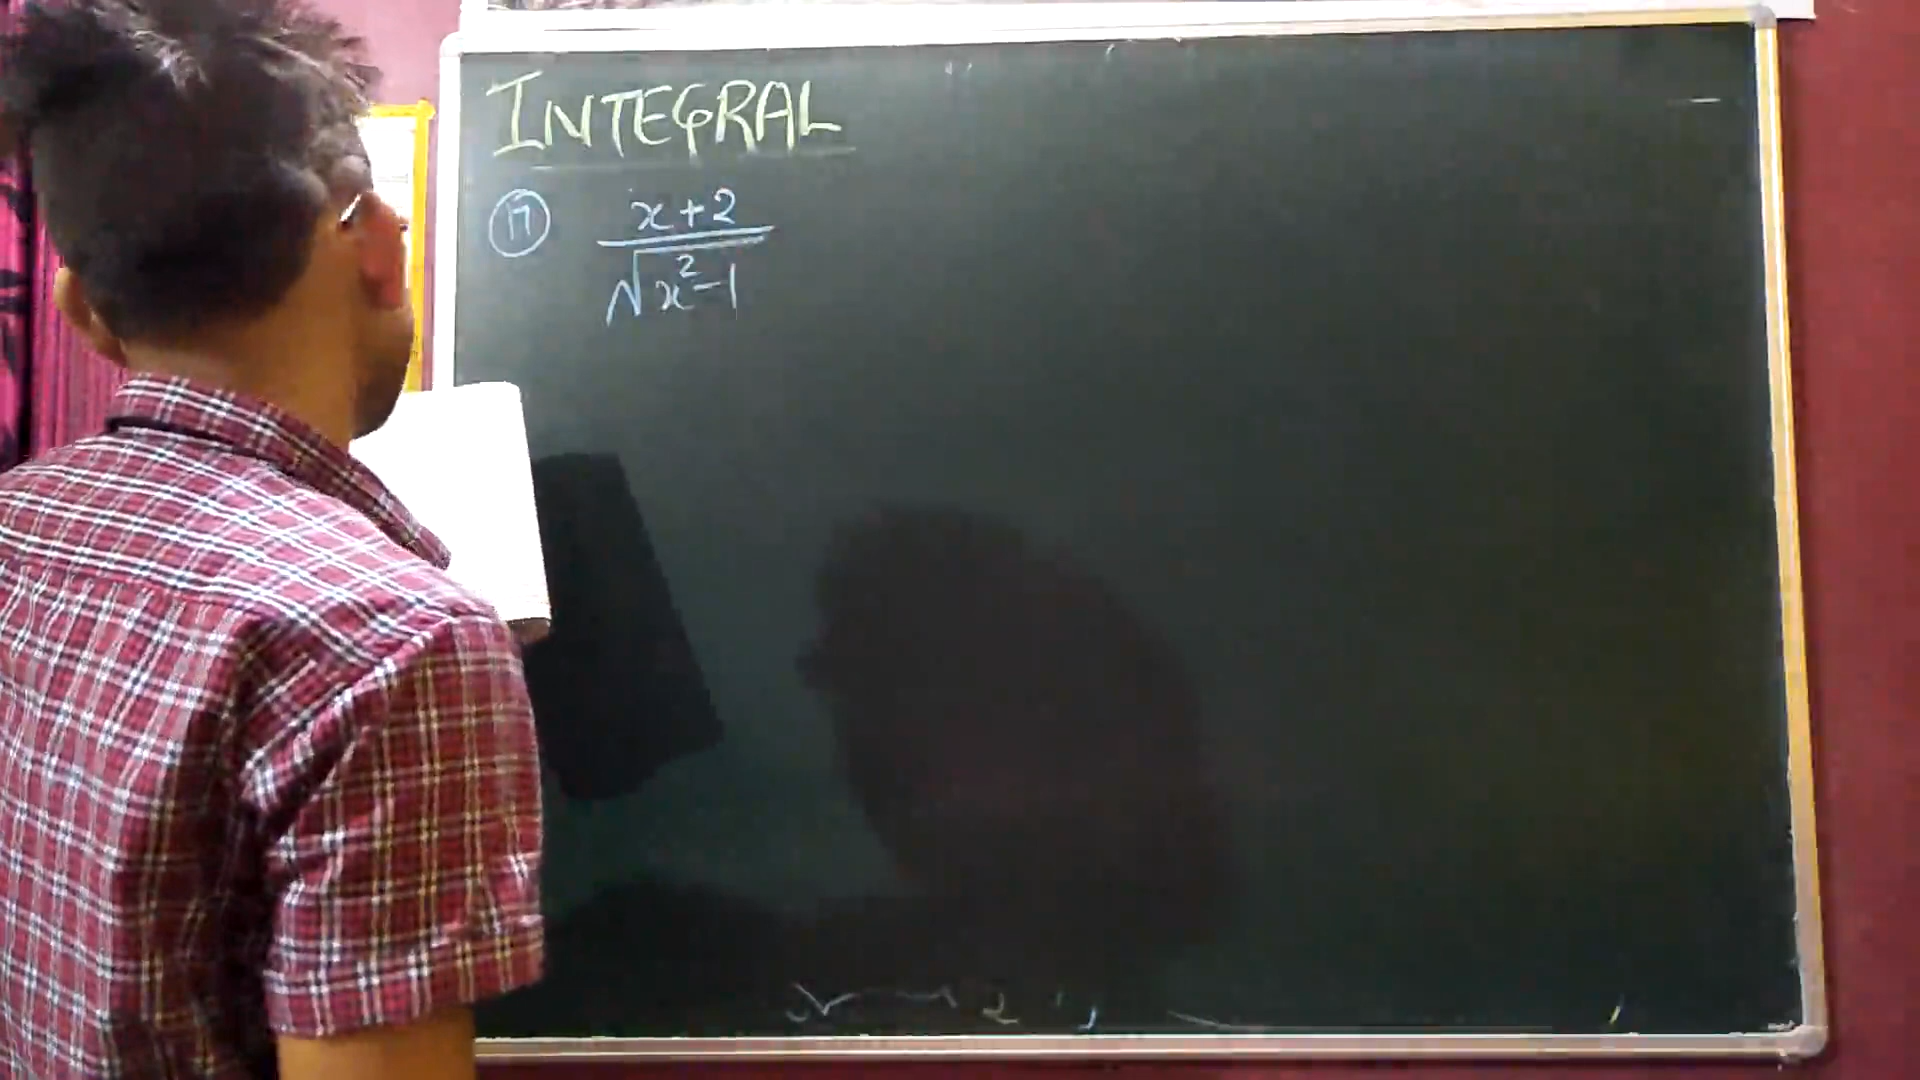 INTEGRAL
17 x+2
√x²-1